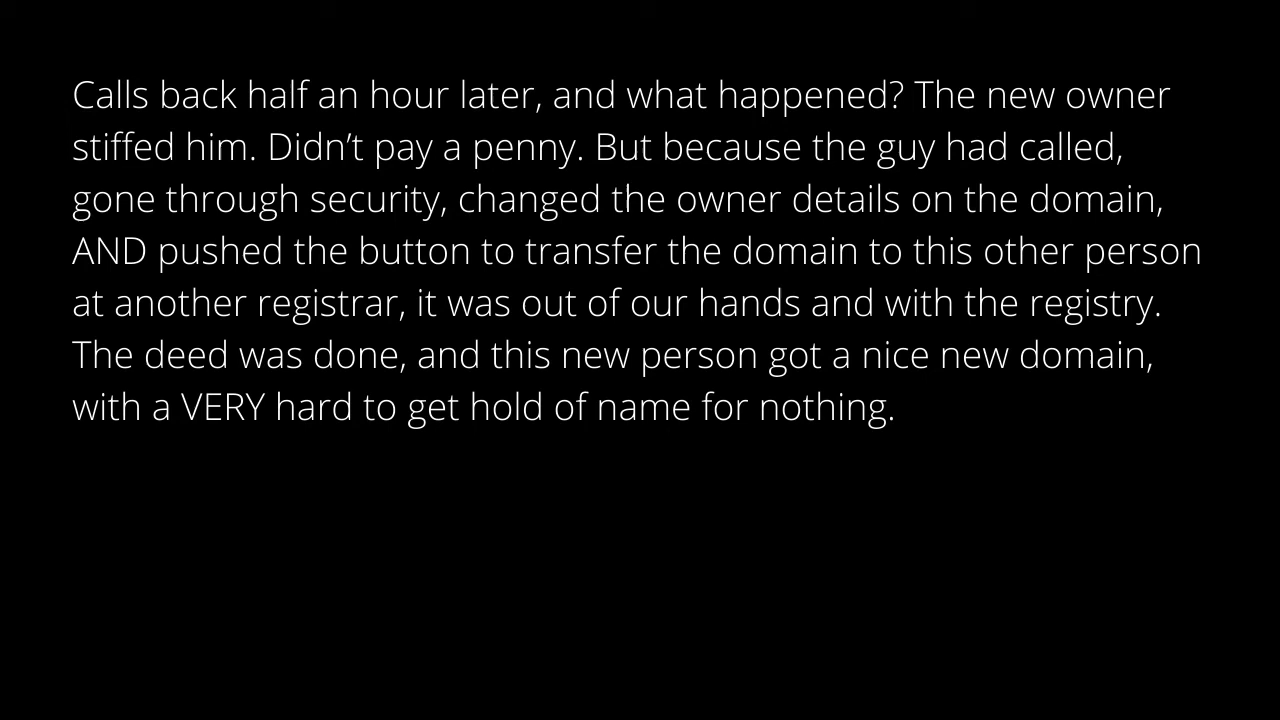 Calls back half an hour later, and what happened? The new owner
stiffed him. Didn’t pay a penny. But because the guy had called,
gone through security, changed the owner details on the domain,
AND pushed the button to transfer the domain to this other person
at another registrar, it was out of our hands and with the registry.
The deed was done, and this new person got a nice new domain,
with a VERY hard to get hold of name for nothing.